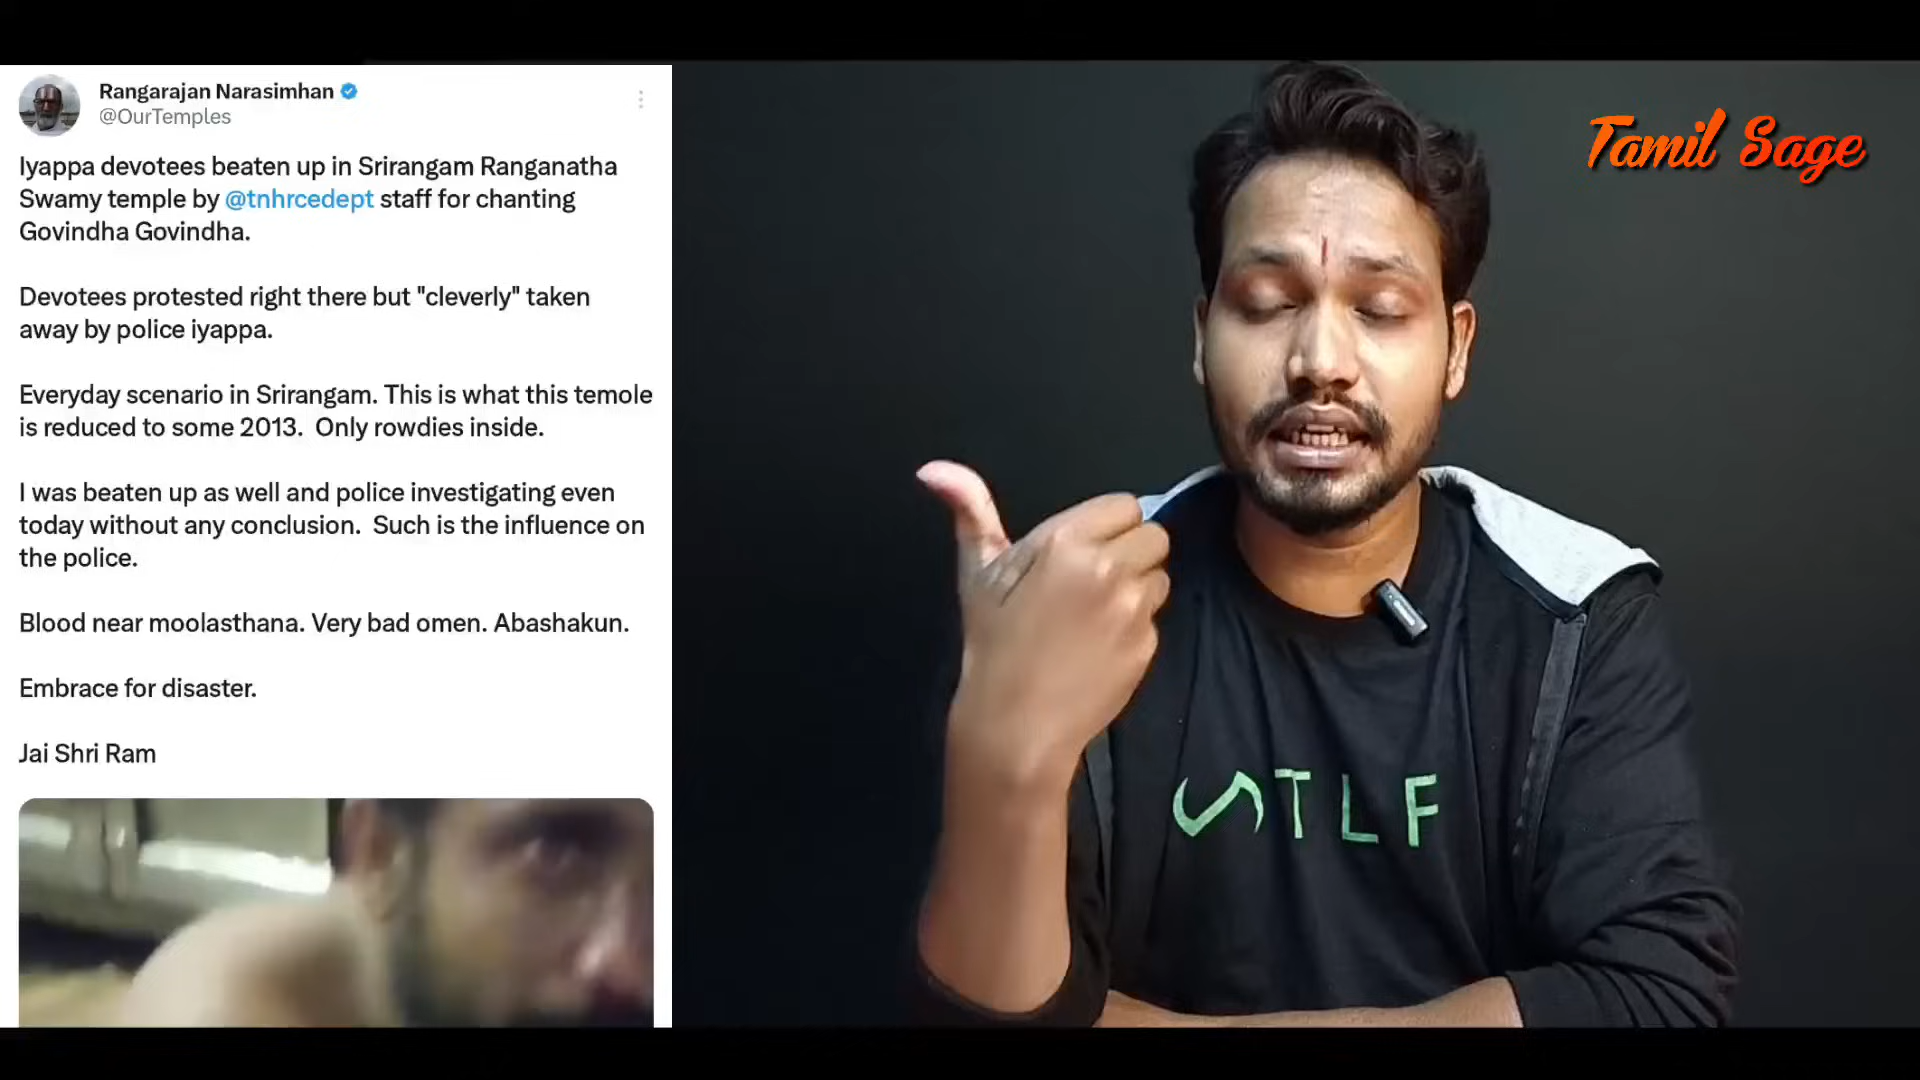 Rangarajan Narasimhan
@OurTemples
Iyappa devotees beaten up in Srirangam Ranganatha
Swamy temple by @tnhrcedept staff for chanting
Govindha Govindha.
Devotees protested right there but "cleverly" taken
away by police iyappa.
Everyday scenario in Srirangam. This is what this temole
is reduced to some 2013. Only rowdies inside.
I was beaten up as well and police investigating even
today without any conclusion. Such is the influence on
the police.
Blood near moolasthana. Very bad omen. Abashakun.
Embrace for disaster.
Jai Shri Ram
Tamil Sage
TLF